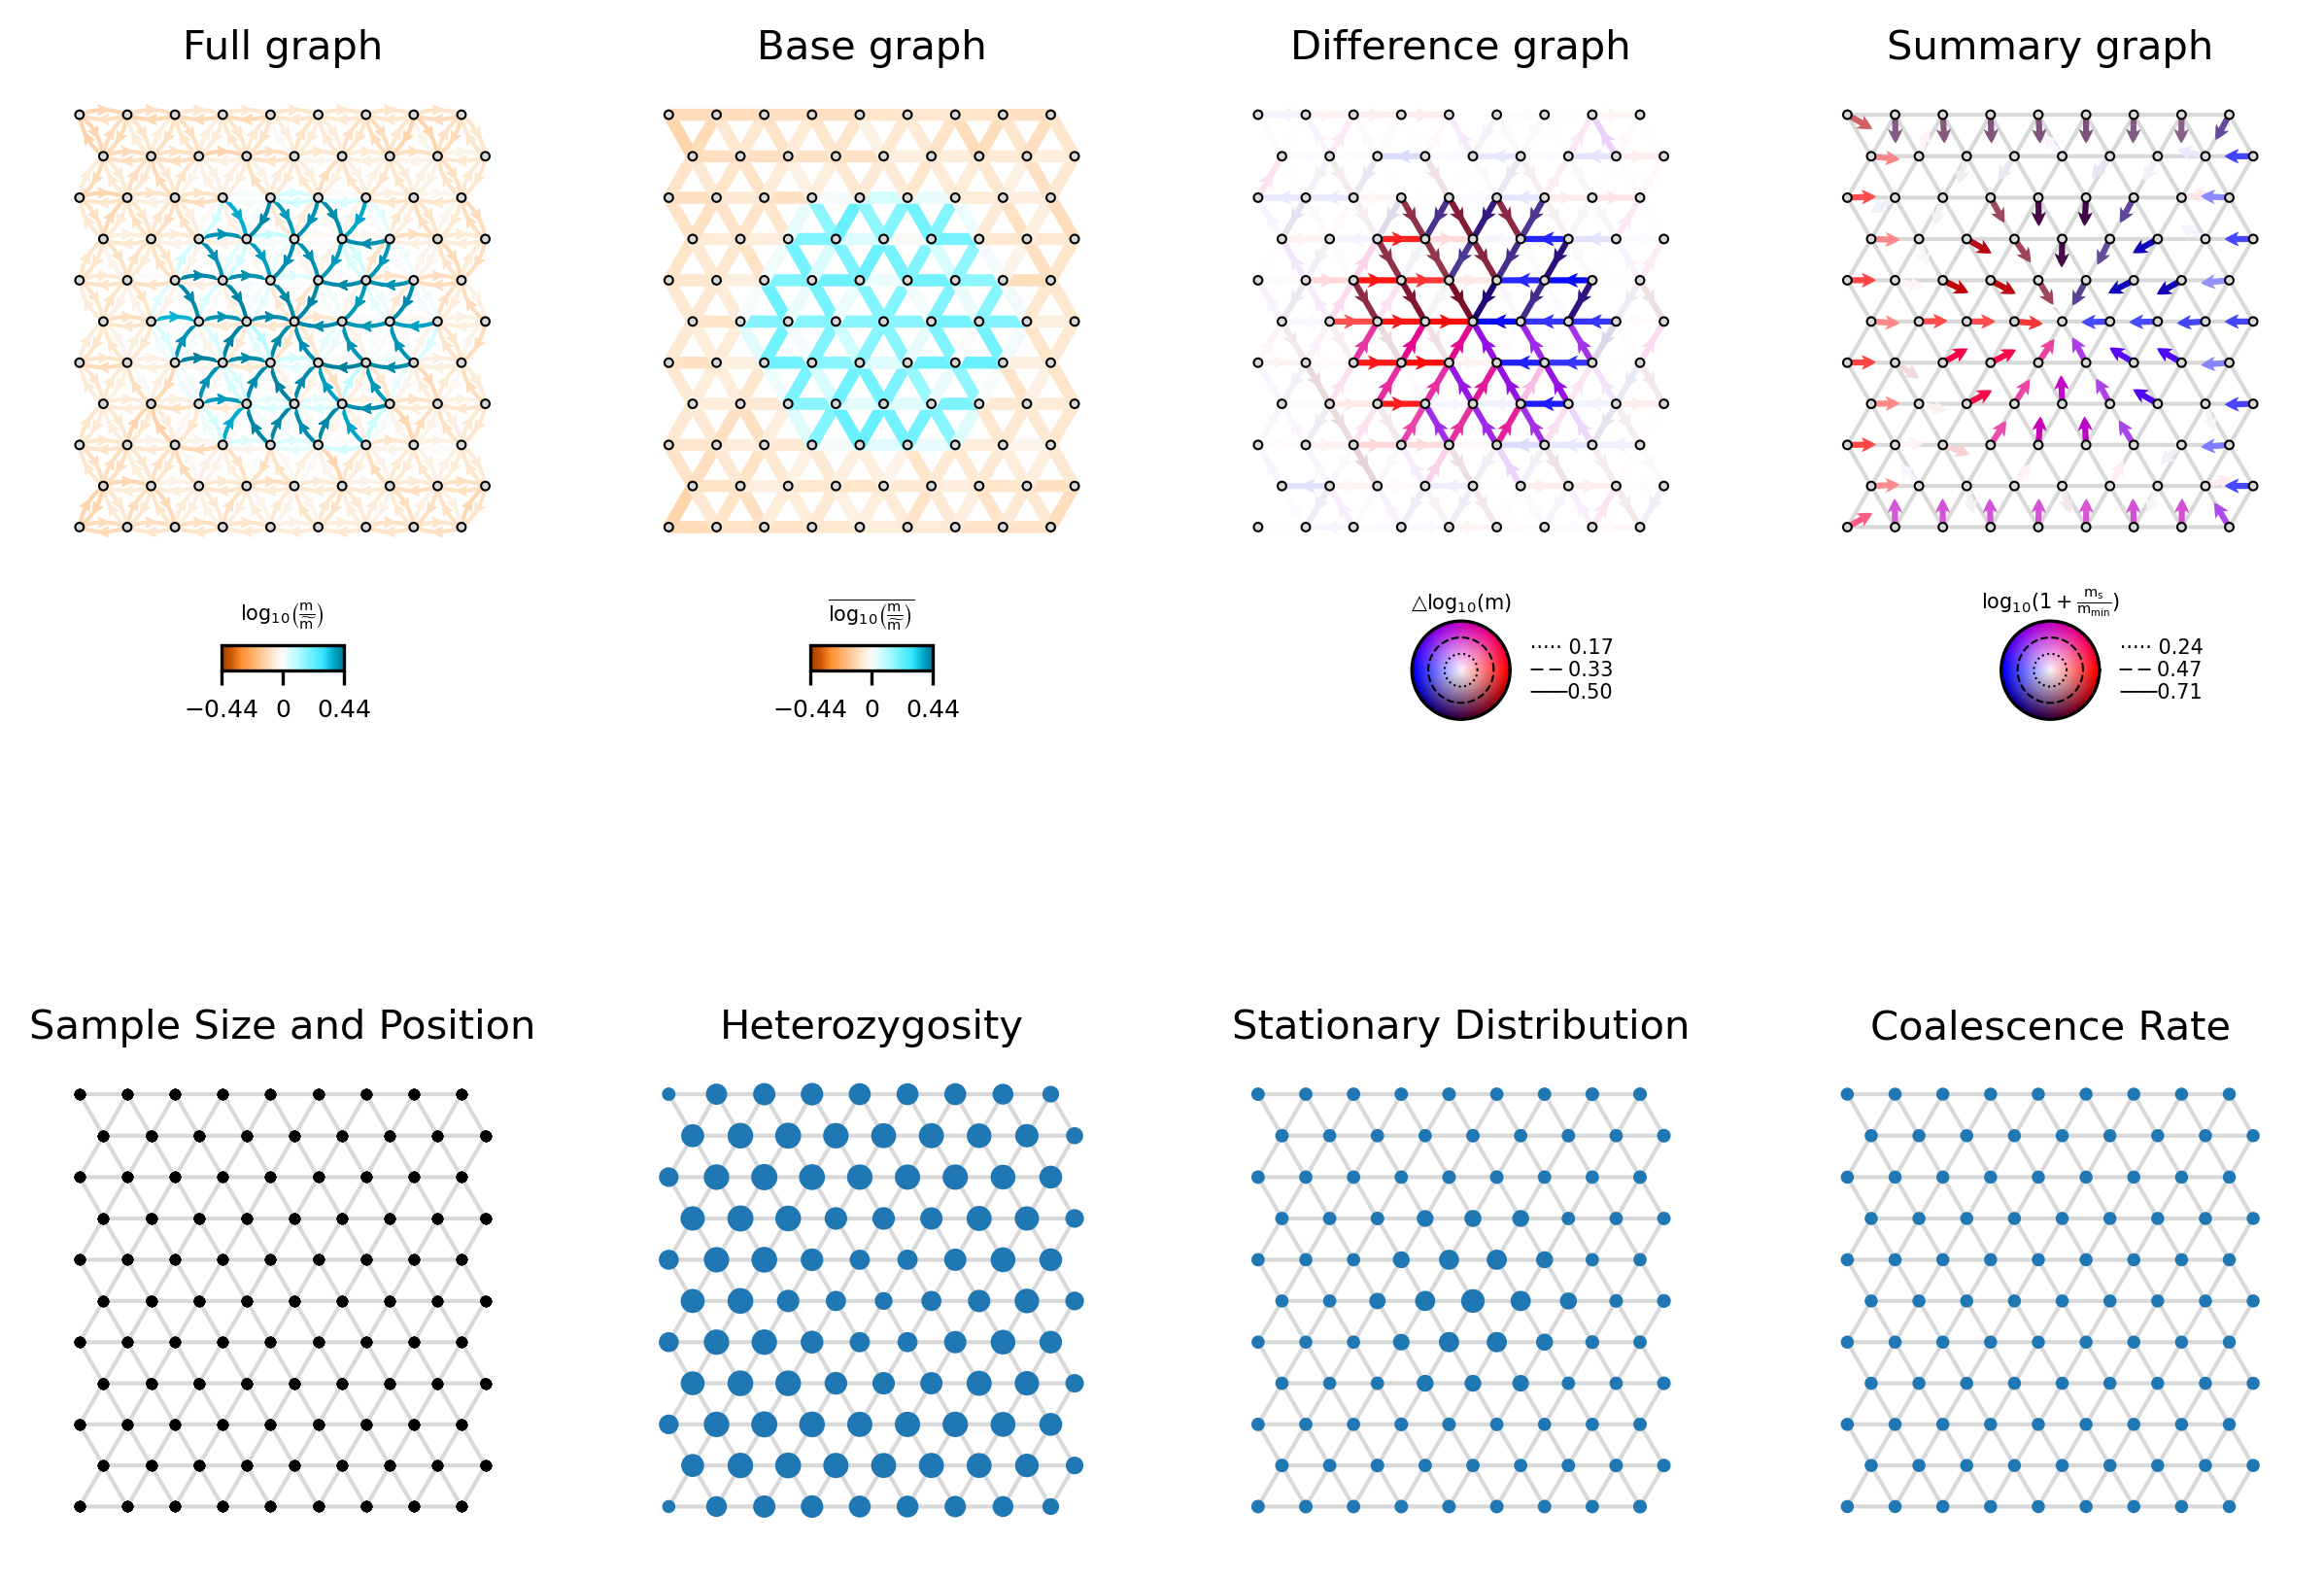 Full graph
Base graph
Difference graph
Summary graph
log₁₀(m/m̃)
−0.44 0 0.44
log₁₀(m/m̃)
−0.44 0 0.44
△log₁₀(m)
0.17
0.33
0.50
log₁₀(1 + mₛ/m_min)
0.24
0.47
0.71
Sample Size and Position
Heterozygosity
Stationary Distribution
Coalescence Rate